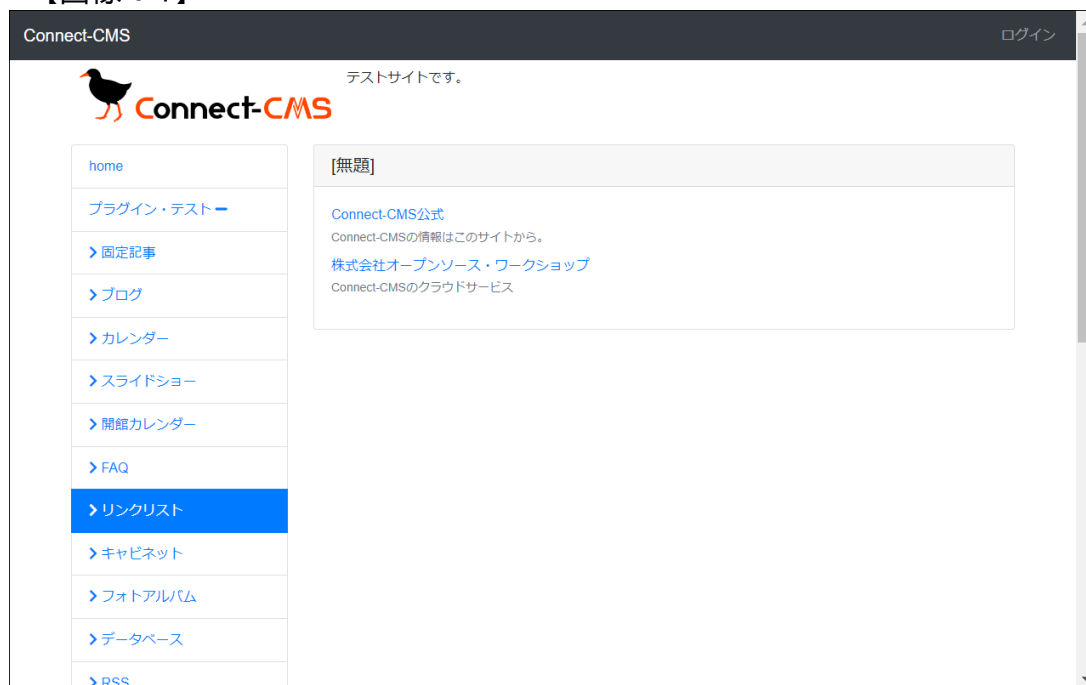 Connect-CMS
ログイン
Connect-CMS
テストサイトです。
home
プラグイン・テスト
固定記事
ブログ
カレンダー
スライドショー
開館カレンダー
FAQ
リンクリスト
キャビネット
フォトアルバム
データベース
RSS
[無題]
Connect-CMS公式
Connect-CMSの情報はこのサイトから。
株式会社オープンソース・ワークショップ
Connect-CMSのクラウドサービス